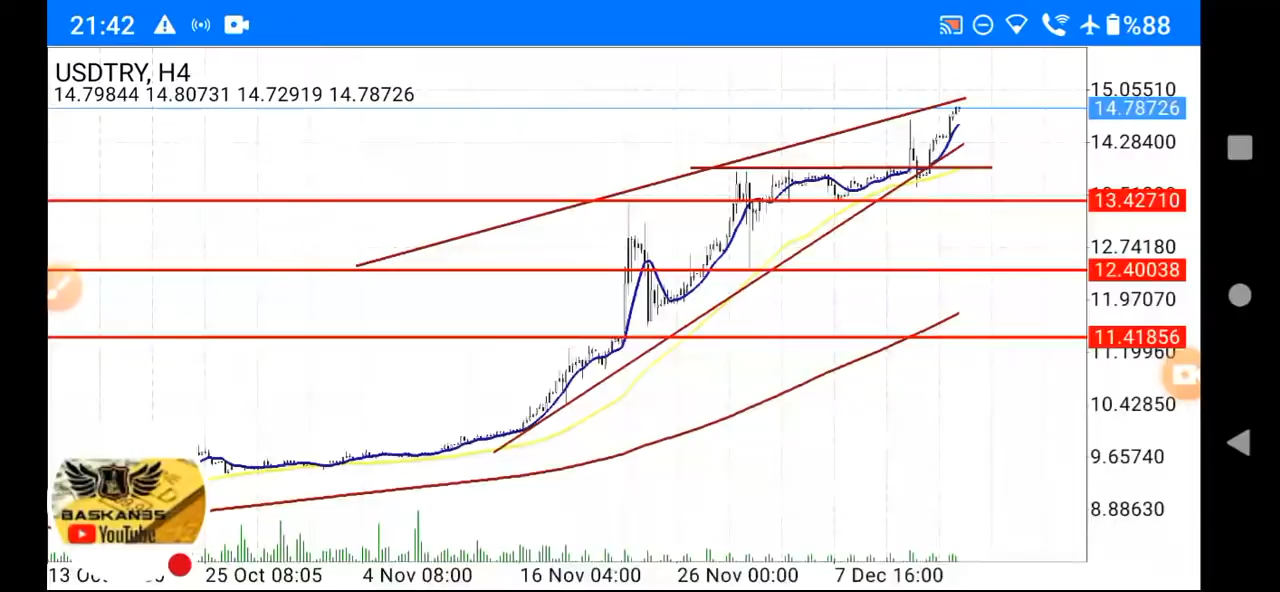 21:42
%88
USDTRY, H4
14.79844 14.80731 14.72919 14.78726
15.05510
14.78726
14.28400
13.42710
12.74180
12.40038
11.97070
11.41856
11.19960
10.42850
9.65740
8.88630
BASKAN35
YouTube
25 Oct 08:05
4 Nov 08:00
16 Nov 04:00
26 Nov 00:00
7 Dec 16:00